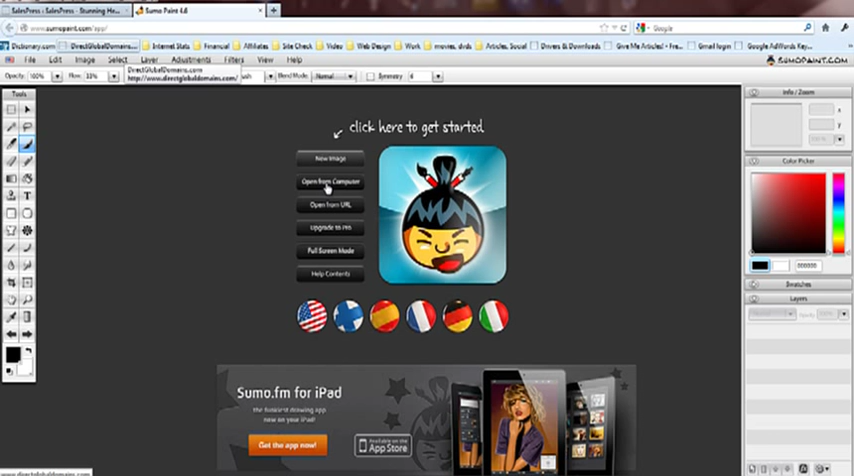 SalesPress : SalesPress - Stunning He...
Sumo Paint 4.6
www.sumopaint.com/app/
Google
Dictionary.com
DirectGlobalDomains...
Internet Stats
Financial
Affiliates
Site Check
Video
Web Design
Work
movies, dvds
Articles, Social
Drivers & Downloads
Give Me Articles! - Fre...
Gmail login
Google AdWords Key...
File Edit Image Select Layer Adjustments Filters View Help
SUMOPAINT.COM
DirectGlobalDomains.com
http://www.directglobaldomains.com/
Opacity: 100% Flow: 33%
Blend Mode: Normal
Symmetry 4
Tools
click here to get started
New Image
Open from Computer
Open from URL
Upgrade to Pro
Full Screen Mode
Help Contents
Info / Zoom
x
y
Color Picker
000000
Swatches
Layers
Sumo.fm for iPad
now on your iPad!
Get the app now!
Available on the
App Store
www.directglobaldomains.com